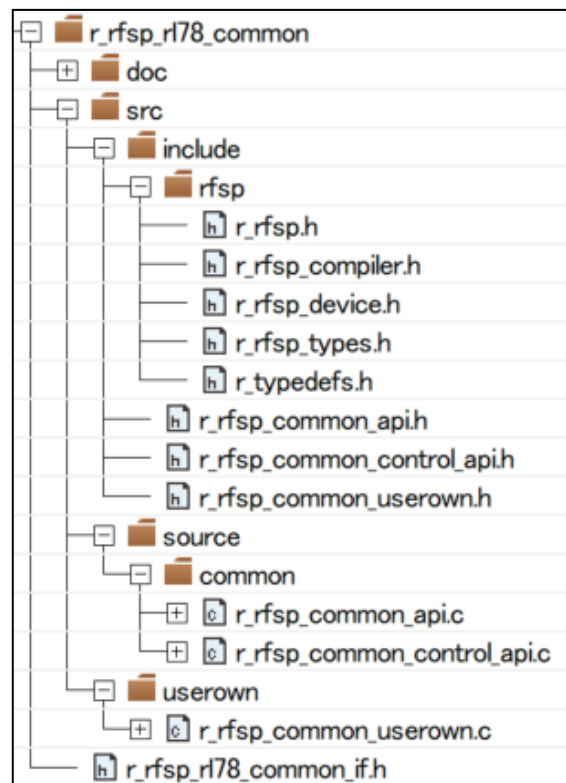 r_rfsp_rl78_common
doc
src
include
rfsp
r_rfsp.h
r_rfsp_compiler.h
r_rfsp_device.h
r_rfsp_types.h
r_typedefs.h
r_rfsp_common_api.h
r_rfsp_common_control_api.h
r_rfsp_common_userown.h
source
common
r_rfsp_common_api.c
r_rfsp_common_control_api.c
userown
r_rfsp_common_userown.c
r_rfsp_rl78_common_if.h